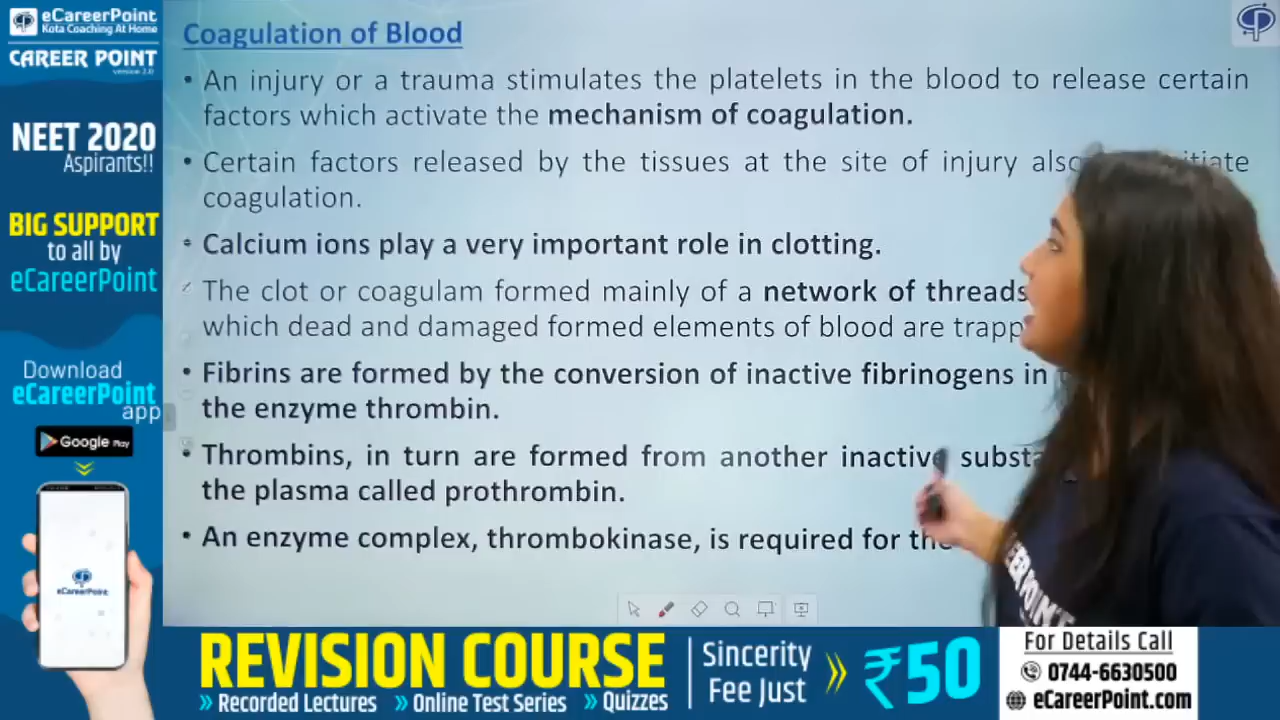 eCareerPoint
Kota Coaching At Home
CAREER POINT
version 2.0
NEET 2020
Aspirants!!
BIG SUPPORT
to all by
eCareerPoint
Download
eCareerPoint
app
Google Play
eCareerPoint
Coagulation of Blood
• An injury or a trauma stimulates the platelets in the blood to release certain
factors which activate the mechanism of coagulation.
• Certain factors released by the tissues at the site of injury also
coagulation.
• Calcium ions play a very important role in clotting.
The clot or coagulam formed mainly of a network of threads
which dead and damaged formed elements of blood are
• Fibrins are formed by the conversion of inactive fibrinogens in
the enzyme thrombin.
• Thrombins, in turn are formed from another inactive
the plasma called prothrombin.
• An enzyme complex, thrombokinase, is required for the
REVISION COURSE
» Recorded Lectures » Online Test Series » Quizzes
Sincerity
Fee Just
» ₹50
For Details Call
0744-6630500
eCareerPoint.com